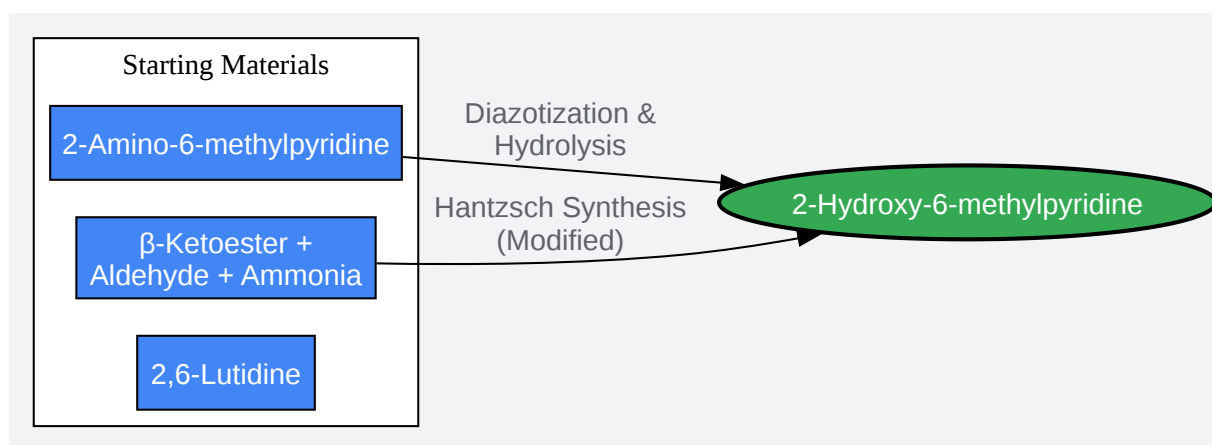 Starting Materials
2-Amino-6-methylpyridine
Diazotization &
Hydrolysis
β-Ketoester +
Aldehyde + Ammonia
Hantzsch Synthesis
(Modified)
2,6-Lutidine
2-Hydroxy-6-methylpyridine